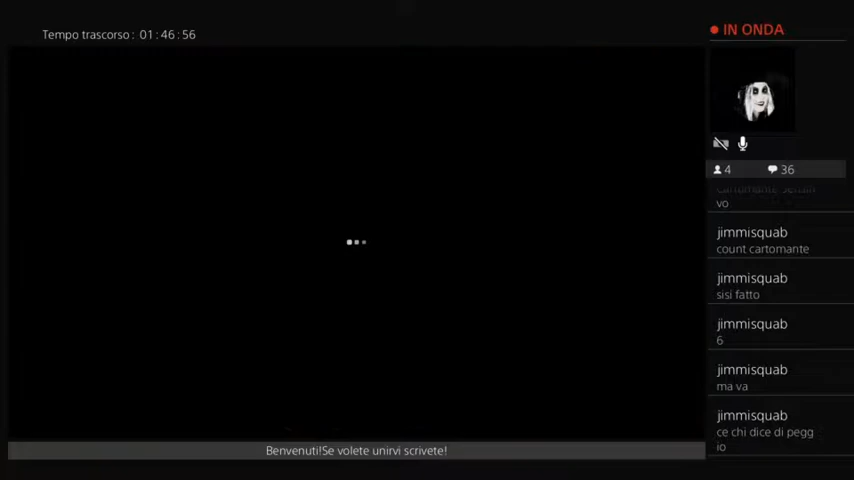 Tempo trascorso: 01:46:56
IN ONDA
4 36
vo
jimmisquab
count cartomante
jimmisquab
sisi fatto
jimmisquab
6
jimmisquab
ma va
jimmisquab
ce chi dice di pegg
io
Benvenuti!Se volete unirvi scrivete!